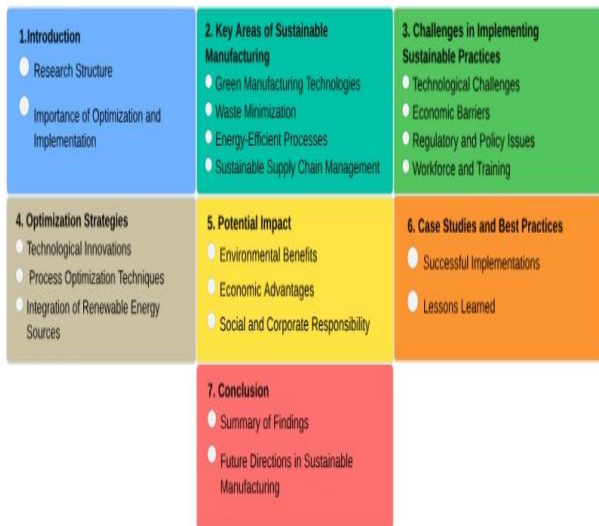 1.Introduction
Research Structure
Importance of Optimization and
Implementation
2. Key Areas of Sustainable
Manufacturing
Green Manufacturing Technologies
Waste Minimization
Energy-Efficient Processes
Sustainable Supply Chain Management
3. Challenges in Implementing
Sustainable Practices
Technological Challenges
Economic Barriers
Regulatory and Policy Issues
Workforce and Training
4. Optimization Strategies
Technological Innovations
Process Optimization Techniques
Integration of Renewable Energy
Sources
5. Potential Impact
Environmental Benefits
Economic Advantages
Social and Corporate Responsibility
6. Case Studies and Best Practices
Successful Implementations
Lessons Learned
7. Conclusion
Summary of Findings
Future Directions in Sustainable
Manufacturing